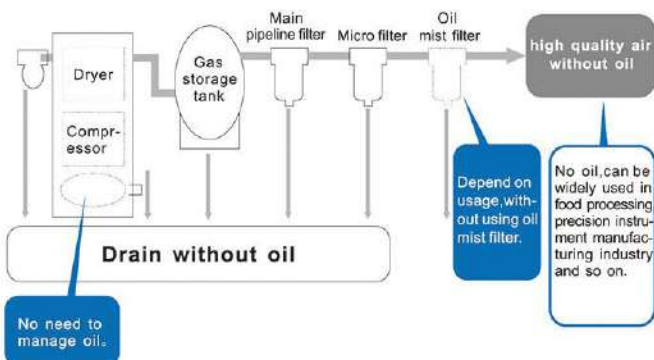 Main
pipeline filter
Micro filter
Oil
mist filter
Dryer
Gas
storage
tank
high quality air
without oil
Compr-
essor
Depend on
usage,with-
out using oil
mist filter.
No oil,can be
widely used in
food processing,
precision instru-
ment manufac-
turing industry
and so on.
Drain without oil
No need to
manage oil。